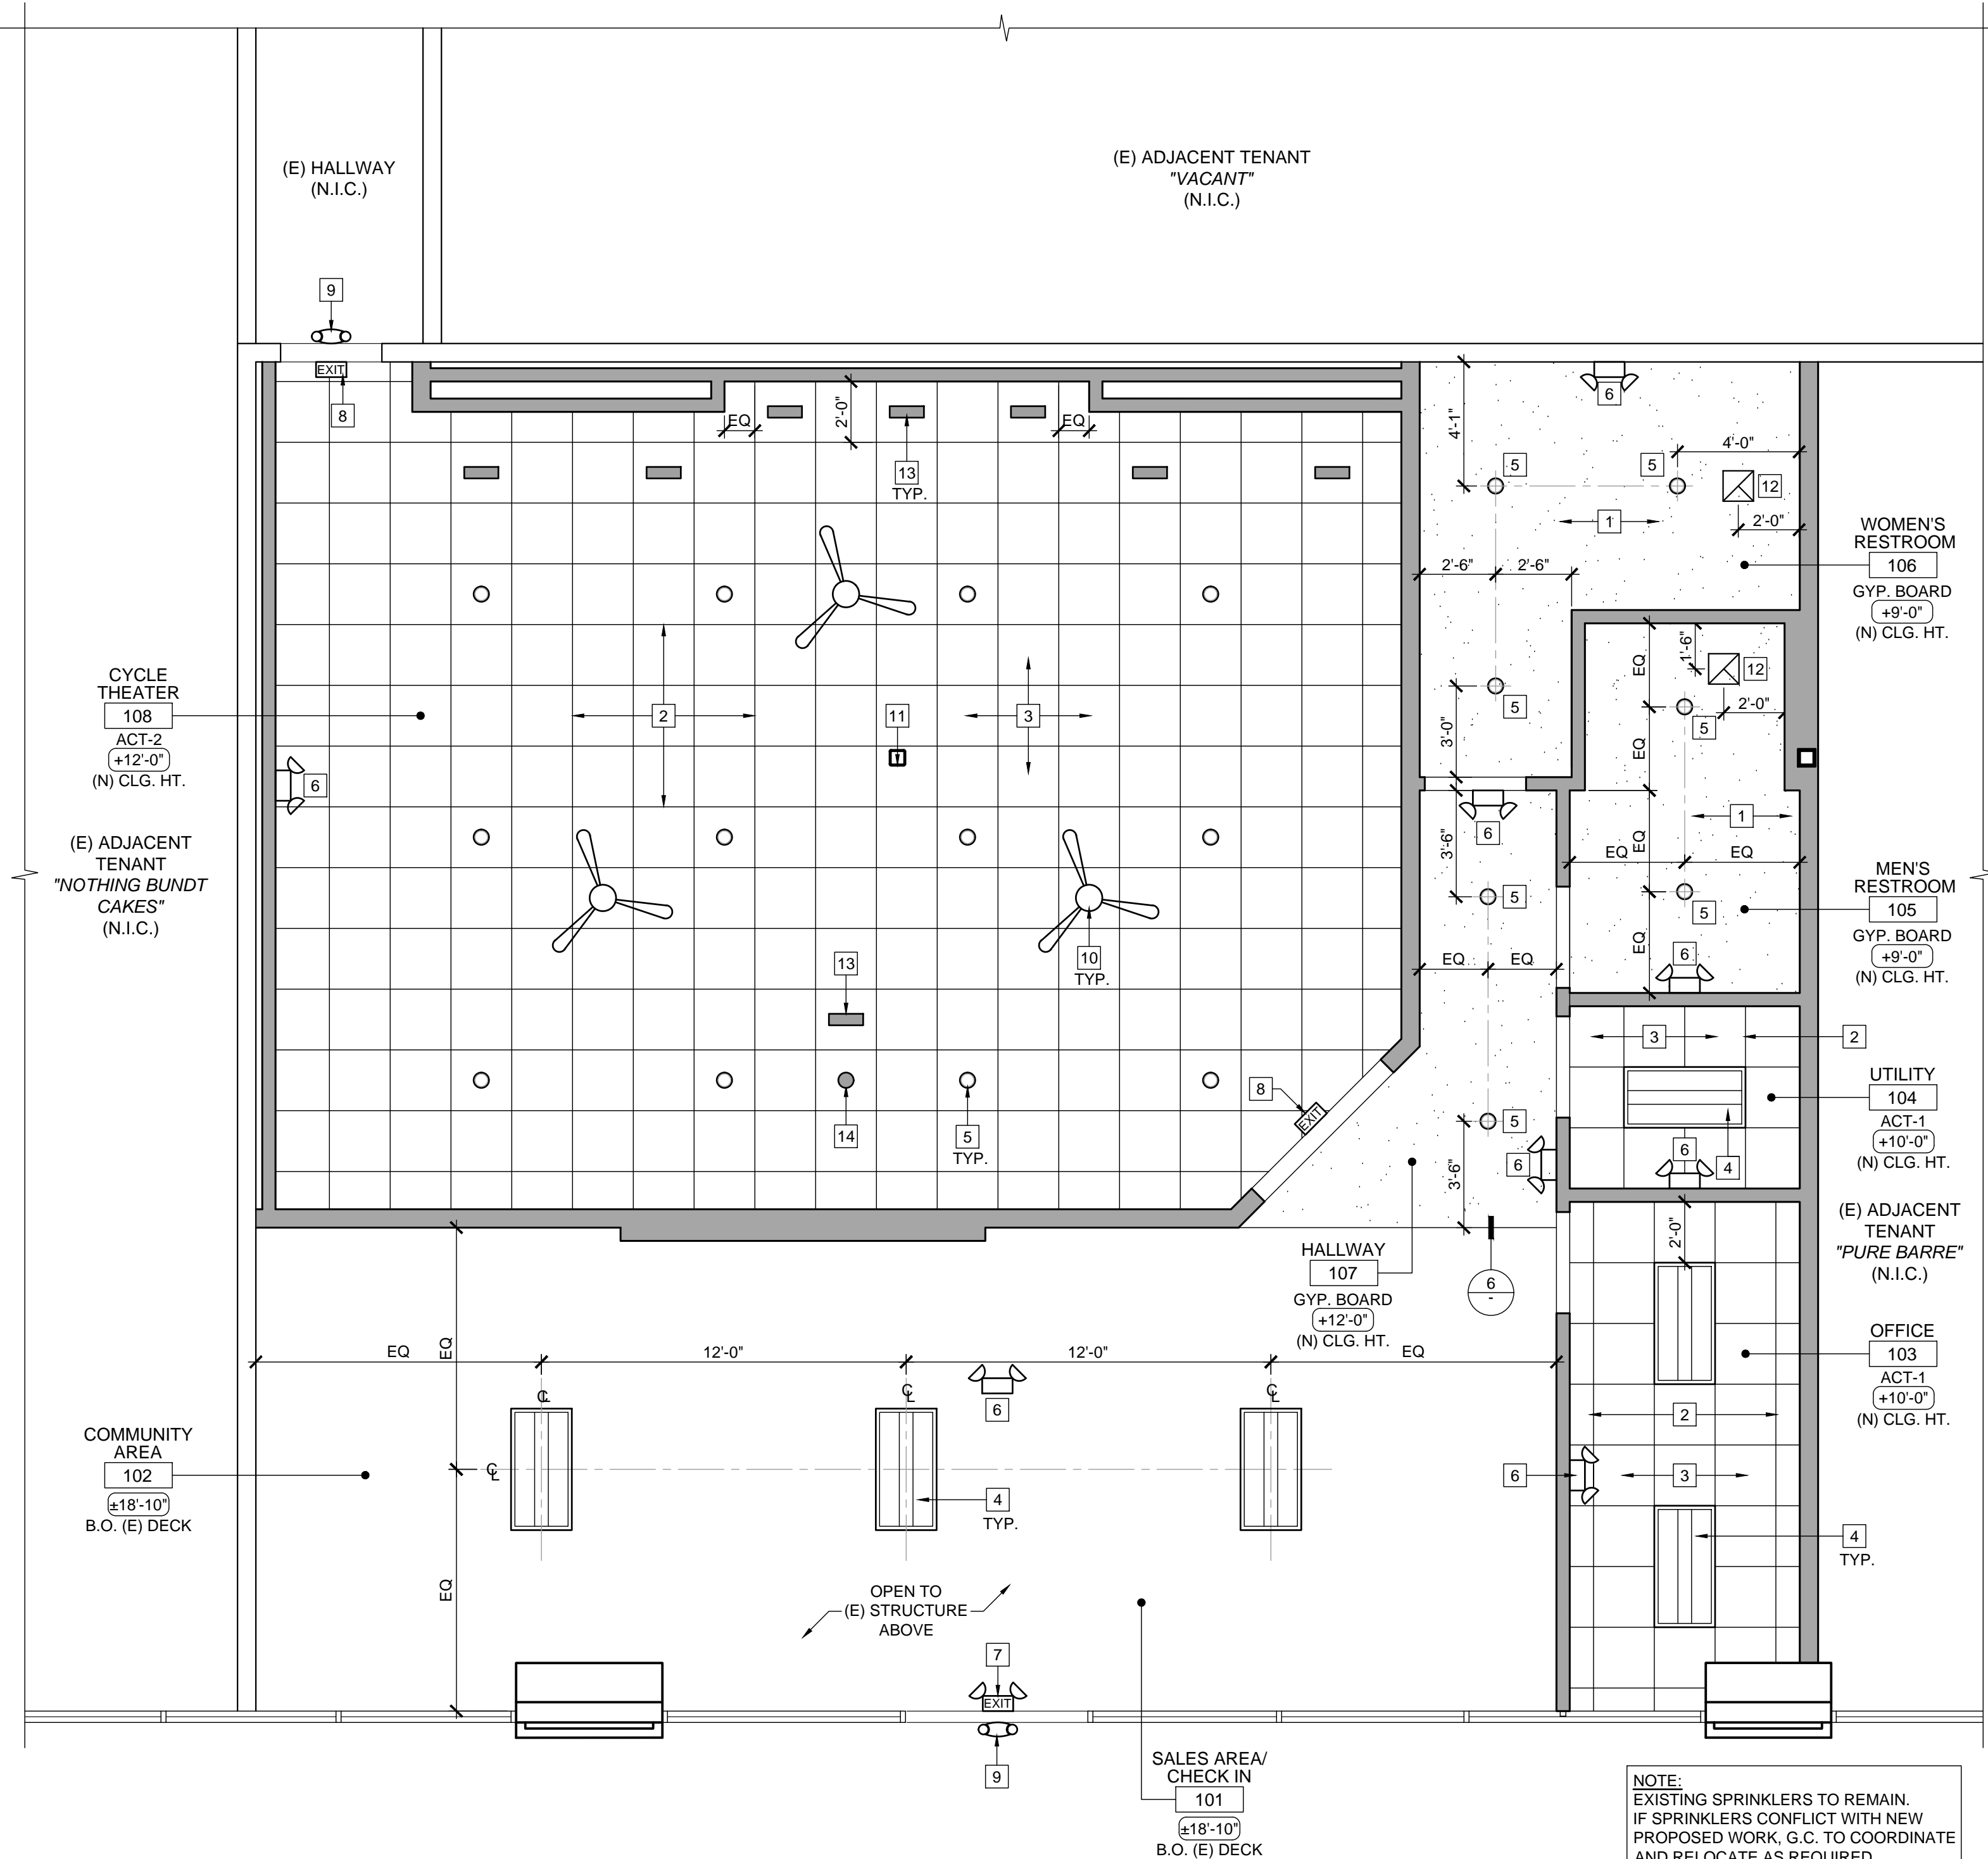 (E) HALLWAY
(N.I.C.)
(E) ADJACENT TENANT
"VACANT"
(N.I.C.)
9
EXIT
8
EQ
2'-0"
EQ
13
TYP.
4'-1"
6
4'-0"
5
5
12
2'-0"
1
2'-6"
2'-6"
WOMEN'S
RESTROOM
106
GYP. BOARD
+9'-0"
(N) CLG. HT.
CYCLE
THEATER
108
ACT-2
+12'-0"
(N) CLG. HT.
2
11
3
6
5
3'-0"
EQ
1'-6"
12
2'-0"
5
EQ
1
EQ
EQ
EQ
5
EQ
6
MEN'S
RESTROOM
105
GYP. BOARD
+9'-0"
(N) CLG. HT.
(E) ADJACENT
TENANT
"NOTHING BUNDT
CAKES"
(N.I.C.)
6
3'-6"
5
EQ
EQ
10
TYP.
13
14
5
TYP.
8
EXIT
5
3'-6"
6
3
2
6
4
UTILITY
104
ACT-1
+10'-0"
(N) CLG. HT.
(E) ADJACENT
TENANT
"PURE BARRE"
(N.I.C.)
HALLWAY
107
GYP. BOARD
+12'-0"
(N) CLG. HT.
6
-
2'-0"
OFFICE
103
ACT-1
+10'-0"
(N) CLG. HT.
2
3
6
4
TYP.
EQ
EQ
12'-0"
12'-0"
EQ
CL
CL
CL
CL
6
4
TYP.
COMMUNITY
AREA
102
±18'-10"
B.O. (E) DECK
EQ
OPEN TO
(E) STRUCTURE
ABOVE
7
EXIT
9
SALES AREA/
CHECK IN
101
±18'-10"
B.O. (E) DECK
NOTE:
EXISTING SPRINKLERS TO REMAIN.
IF SPRINKLERS CONFLICT WITH NEW
PROPOSED WORK, G.C. TO COORDINATE
AND RELOCATE AS REQUIRED